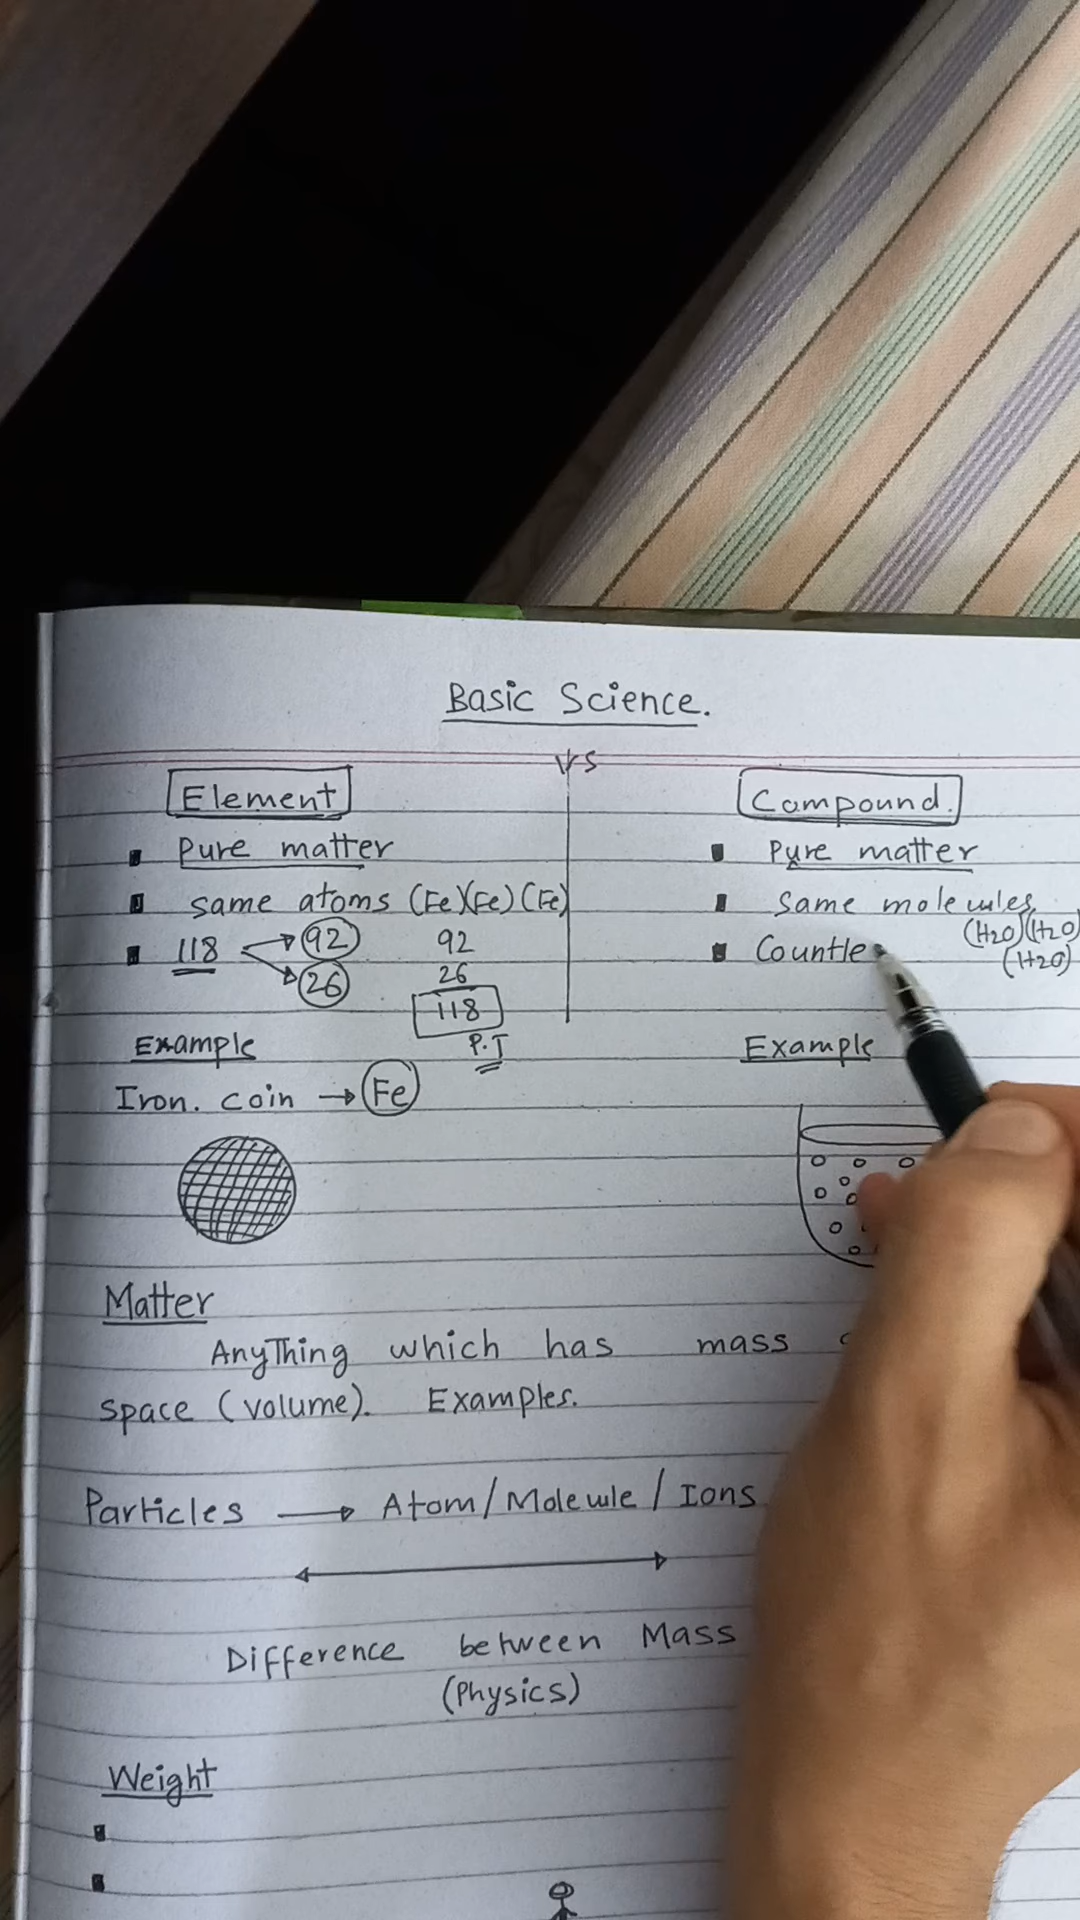 Basic Science.
vs
Element
Pure matter
same atoms (Fe)(Fe)(Fe)
118 → 92
→ 26
92
26
118
P.T
Example
Iron. coin → Fe
Compound.
Pure matter
Same molecules
(H2O)(H2O)
(H2O)
Countle
Example
Matter
AnyThing which has mass
space (volume). Examples.
Particles → Atom/Molecule/Ions
Difference between Mass
(Physics)
Weight